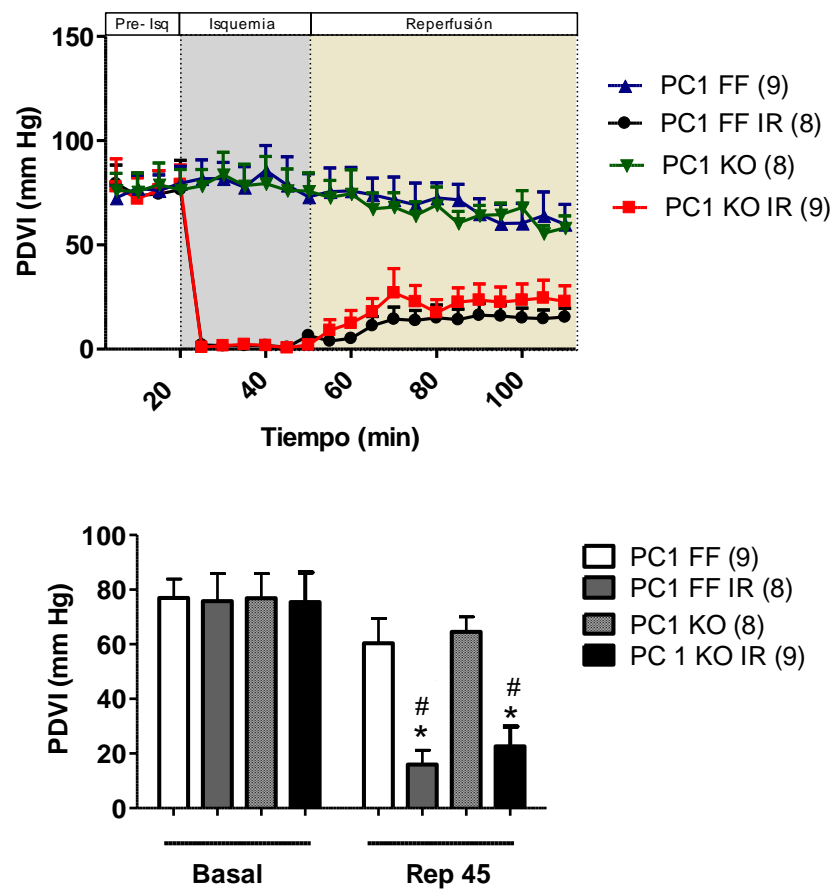 Pre- Isq Isquemia Reperfusión
150
100
50
0
PDVI (mm Hg)
20 40 60 80 100
Tiempo (min)
PC1 FF (9)
PC1 FF IR (8)
PC1 KO (8)
PC1 KO IR (9)
100
80
60
40
20
0
PDVI (mm Hg)
# #
* *
Basal Rep 45
PC1 FF (9)
PC1 FF IR (8)
PC1 KO (8)
PC 1 KO IR (9)